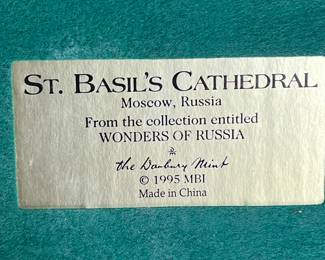 ST. BASIL'S CATHEDRAL
Moscow, Russia
From the collection entitled
WONDERS OF RUSSIA
the Danbury Mint
© 1995 MBI
Made in China